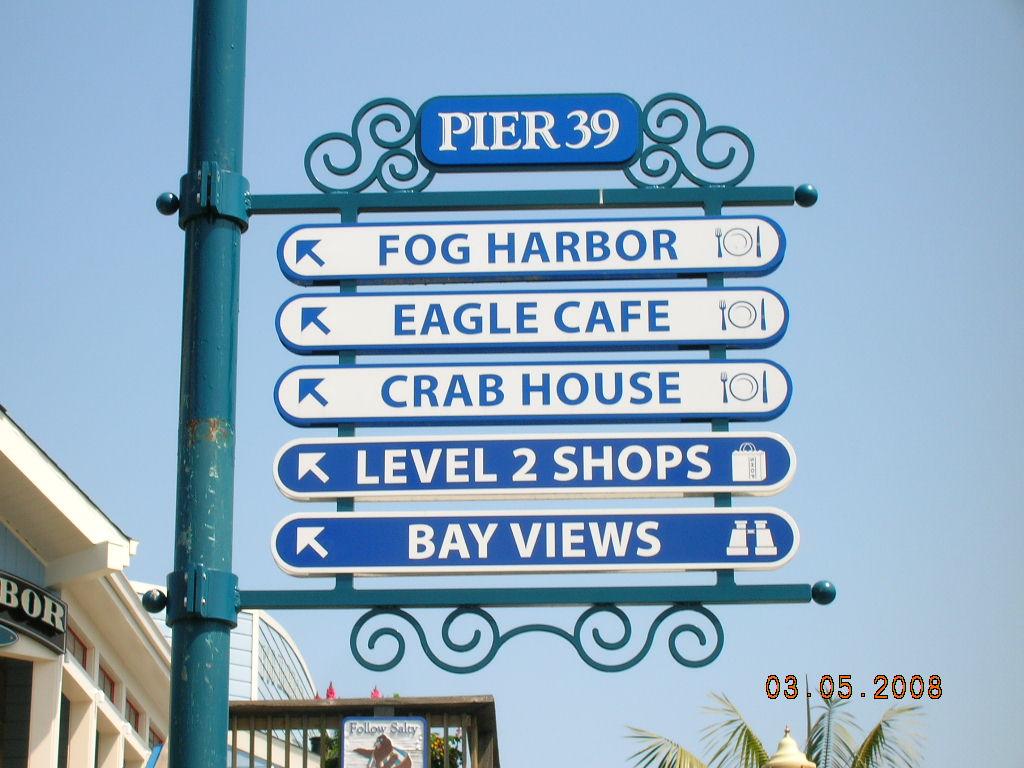 PIER 39
FOG HARBOR
EAGLE CAFE
CRAB HOUSE
LEVEL 2 SHOPS
SHOP
BAY VIEWS
BOR
Follow Salty
03.05.2008